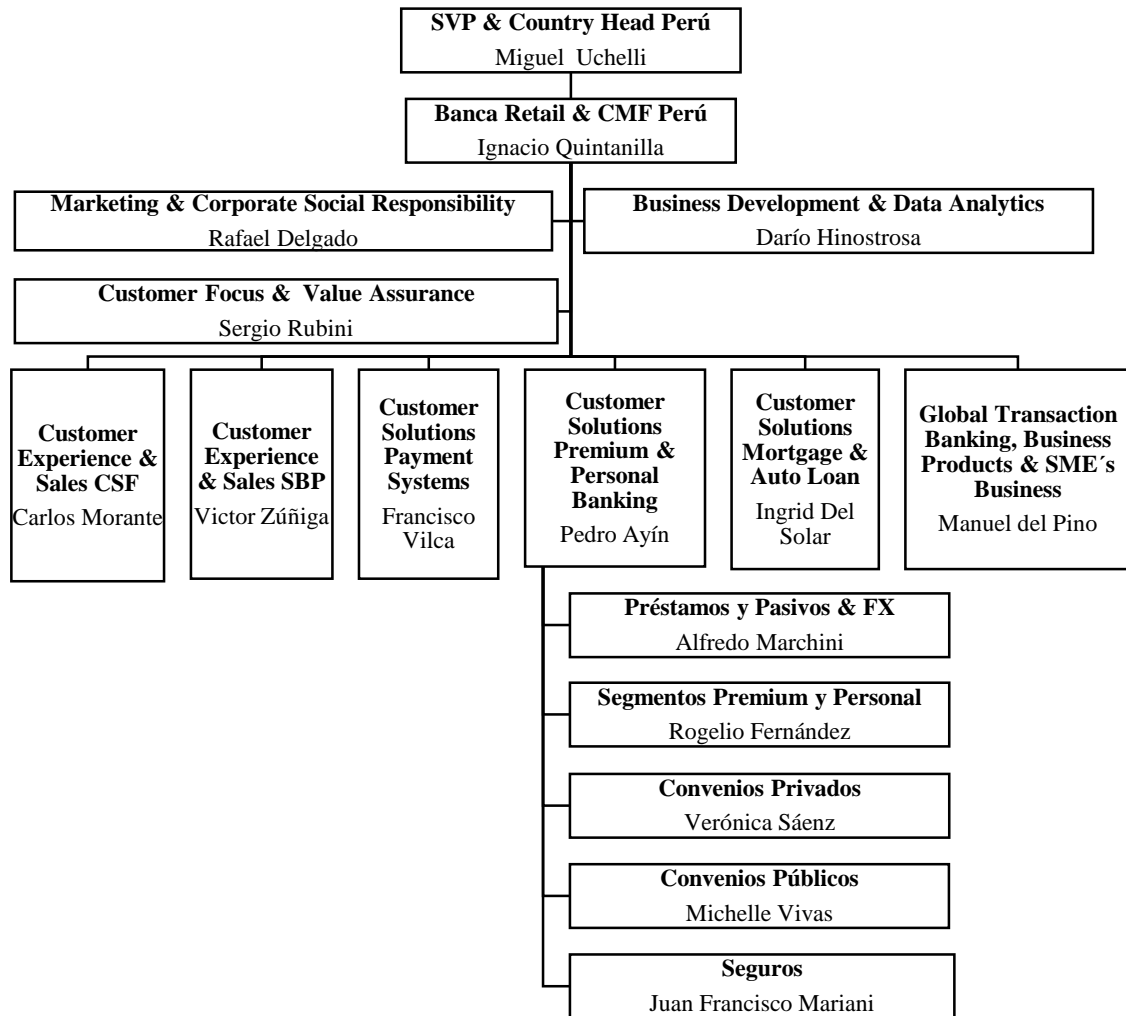 SVP & Country Head Perú
Miguel Uchelli
Banca Retail & CMF Perú
Ignacio Quintanilla
Marketing & Corporate Social Responsibility
Rafael Delgado
Business Development & Data Analytics
Darío Hinostrosa
Customer Focus & Value Assurance
Sergio Rubini
Customer
Experience &
Sales CSF
Carlos Morante
Customer
Experience
& Sales SBP
Victor Zúñiga
Customer
Solutions
Payment
Systems
Francisco
Vilca
Customer
Solutions
Premium &
Personal
Banking
Pedro Ayín
Customer
Solutions
Mortgage &
Auto Loan
Ingrid Del
Solar
Global Transaction
Banking, Business
Products & SME´s
Business
Manuel del Pino
Préstamos y Pasivos & FX
Alfredo Marchini
Segmentos Premium y Personal
Rogelio Fernández
Convenios Privados
Verónica Sáenz
Convenios Públicos
Michelle Vivas
Seguros
Juan Francisco Mariani